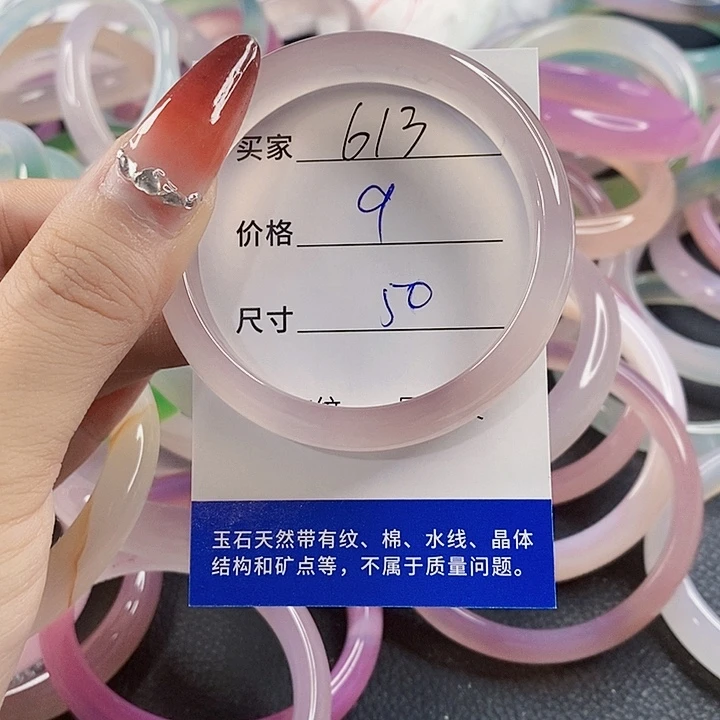 买家 613
价格 9
尺寸 50
玉石天然带有纹、棉、水线、晶体
结构和矿点等，不属于质量问题。